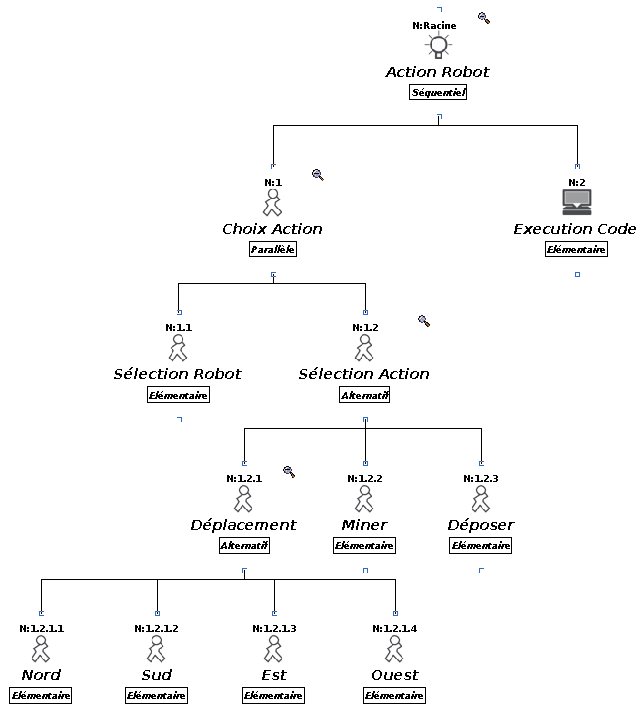 N:Racine
Action Robot
Séquentiel
N:1
N:2
Choix Action
Execution Code
Parallèle
Elémentaire
N:1.1
N:1.2
Sélection Robot
Sélection Action
Elémentaire
Alternatif
N:1.2.1
N:1.2.2
N:1.2.3
Déplacement
Miner
Déposer
Alternatif
Elémentaire
Elémentaire
N:1.2.1.1
N:1.2.1.2
N:1.2.1.3
N:1.2.1.4
Nord
Sud
Est
Ouest
Elémentaire
Elémentaire
Elémentaire
Elémentaire